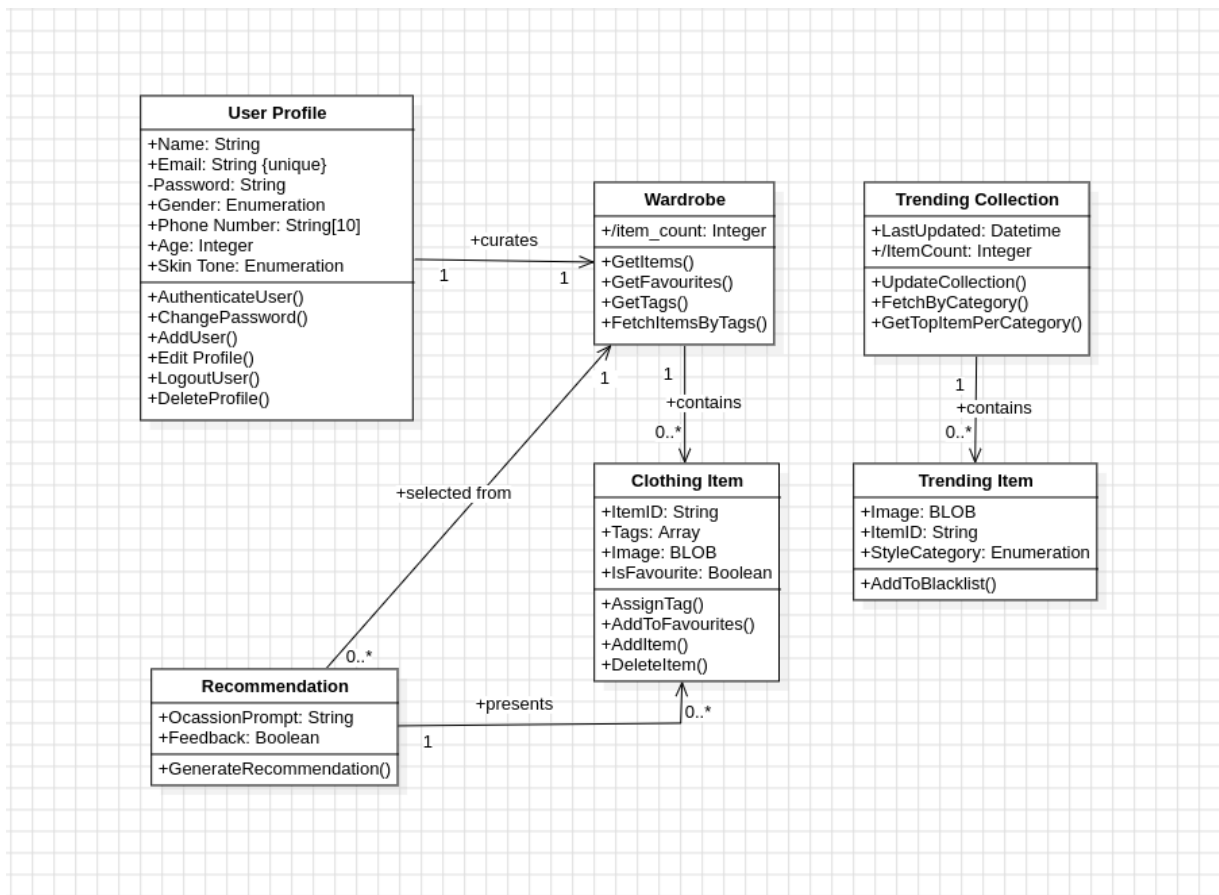 User Profile
+Name: String
+Email: String {unique}
-Password: String
+Gender: Enumeration
+Phone Number: String[10]
+Age: Integer
+Skin Tone: Enumeration
+AuthenticateUser()
+ChangePassword()
+AddUser()
+Edit Profile()
+LogoutUser()
+DeleteProfile()
+curates
1
1
Wardrobe
+/item_count: Integer
+GetItems()
+GetFavourites()
+GetTags()
+FetchItemsByTags()
Trending Collection
+LastUpdated: Datetime
+/ItemCount: Integer
+UpdateCollection()
+FetchByCategory()
+GetTopItemPerCategory()
1
+contains
0..*
1
+contains
0..*
1
+selected from
0..*
Clothing Item
+ItemID: String
+Tags: Array
+Image: BLOB
+IsFavourite: Boolean
+AssignTag()
+AddToFavourites()
+AddItem()
+DeleteItem()
Trending Item
+Image: BLOB
+ItemID: String
+StyleCategory: Enumeration
+AddToBlacklist()
Recommendation
+OcassionPrompt: String
+Feedback: Boolean
+GenerateRecommendation()
+presents
1
0..*